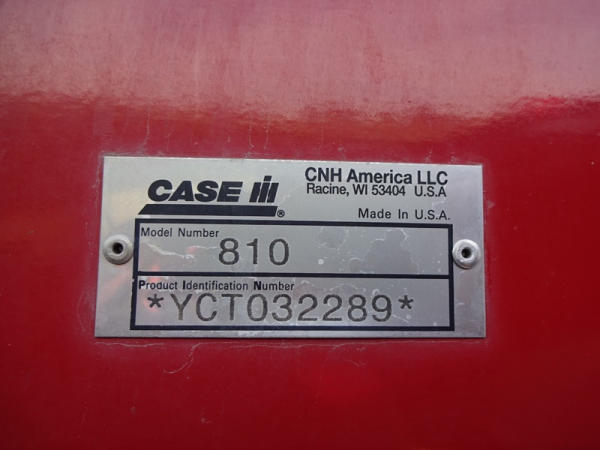 CASE IH®
CNH America LLC
Racine, WI 53404 U.S.A
Made In U.S.A.
Model Number
810
Product Identification Number
*YCT032289*